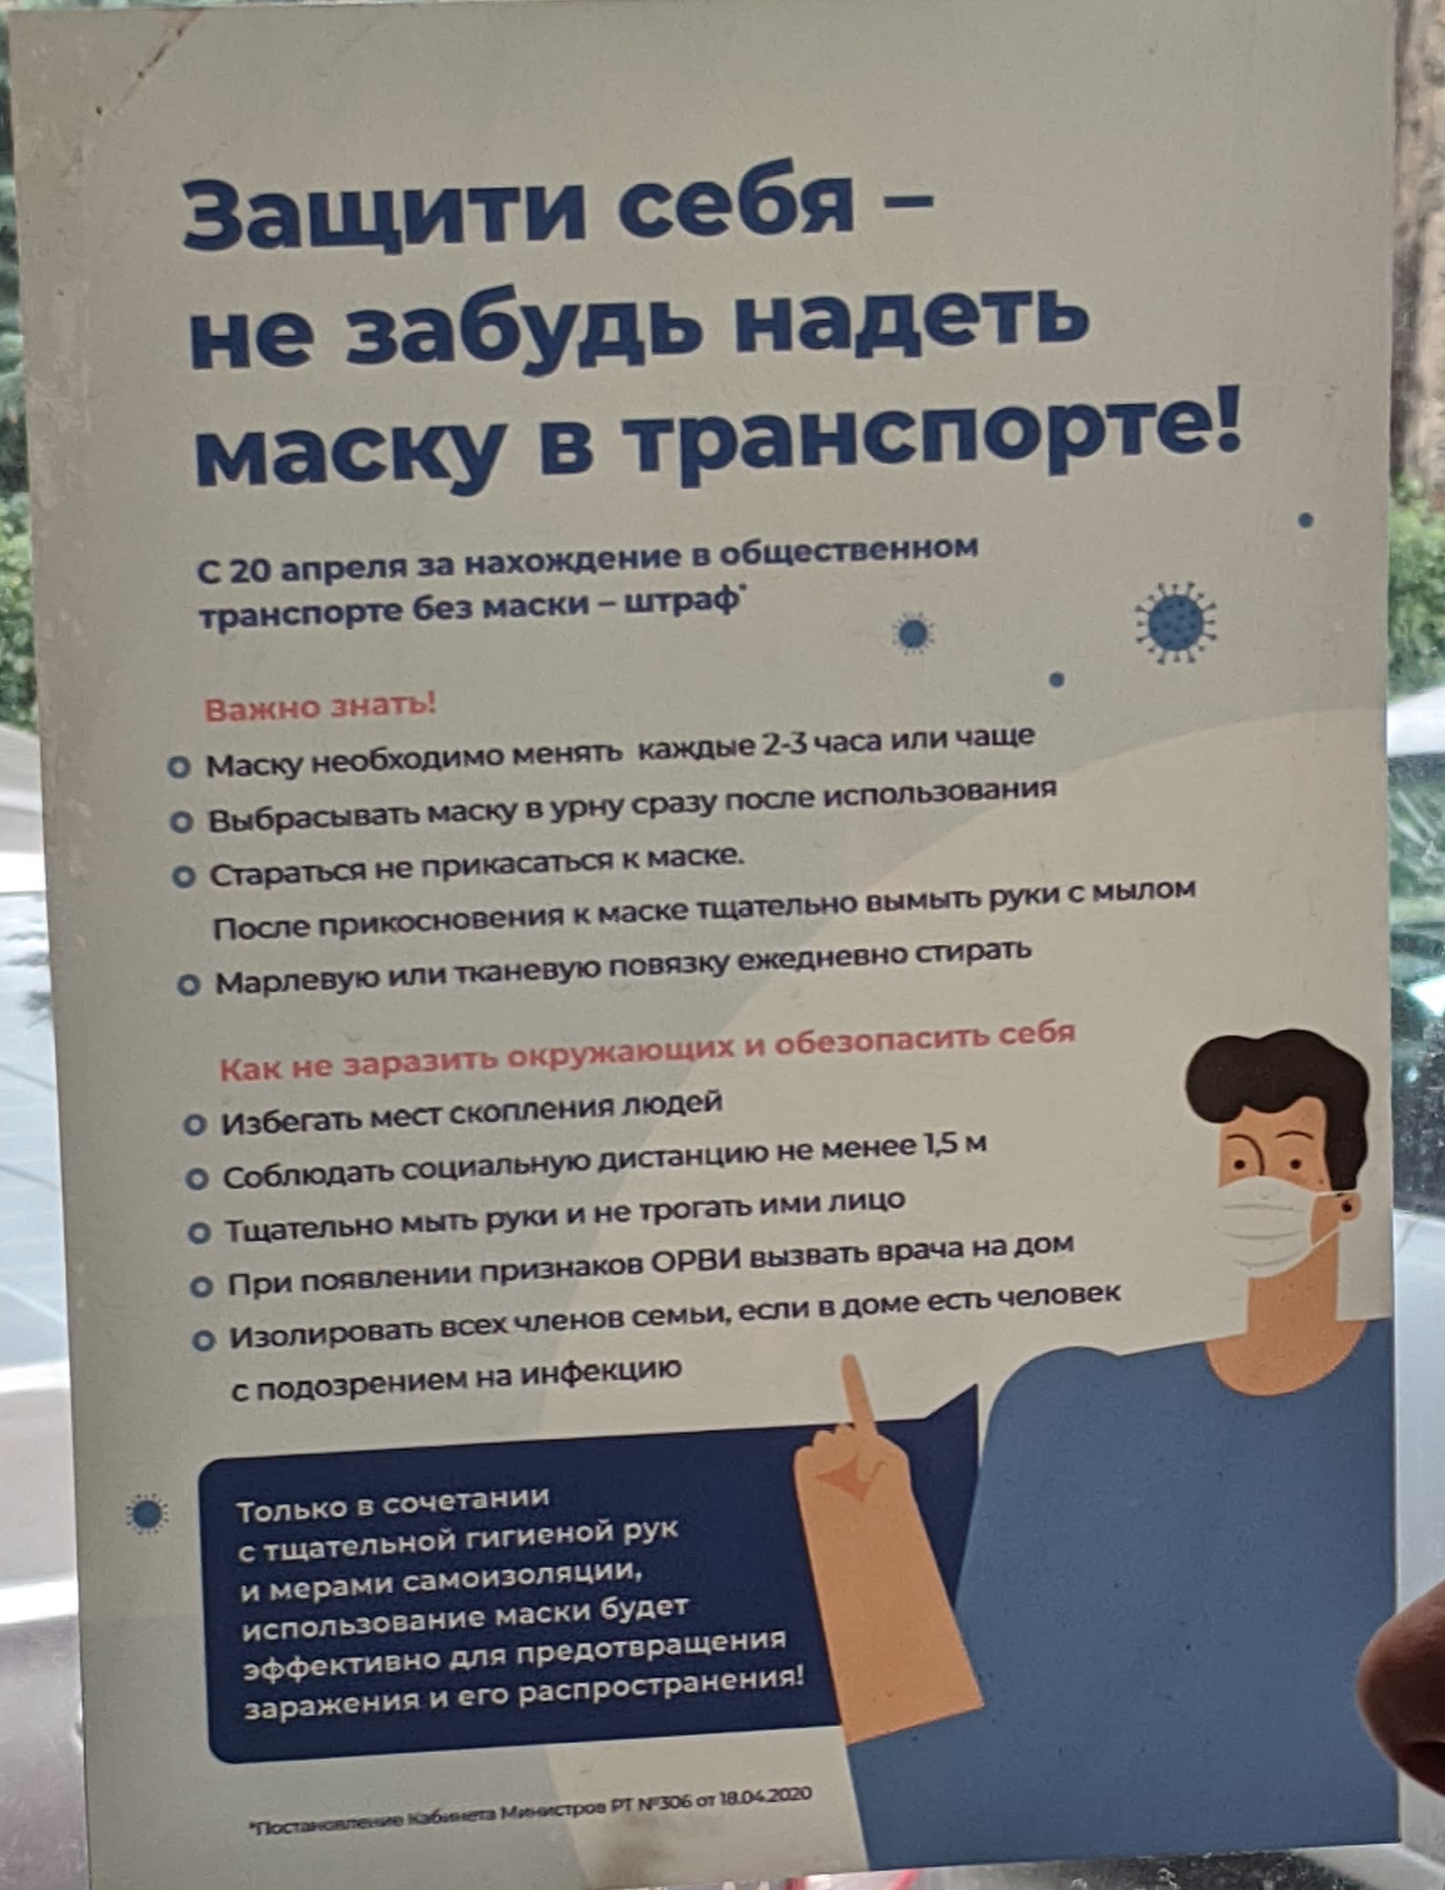 Защити себя –
не забудь надеть
маску в транспорте!
С 20 апреля за нахождение в общественном
транспорте без маски – штраф*
Важно знать!
Маску необходимо менять каждые 2-3 часа или чаще
Выбрасывать маску в урну сразу после использования
Стараться не прикасаться к маске.
После прикосновения к маске тщательно вымыть руки с мылом
Марлевую или тканевую повязку ежедневно стирать
Как не заразить окружающих и обезопасить себя
Избегать мест скопления людей
Соблюдать социальную дистанцию не менее 1,5 м
Тщательно мыть руки и не трогать ими лицо
При появлении признаков ОРВИ вызвать врача на дом
Изолировать всех членов семьи, если в доме есть человек
с подозрением на инфекцию
Только в сочетании
с тщательной гигиеной рук
и мерами самоизоляции,
использование маски будет
эффективно для предотвращения
заражения и его распространения!
*Постановление Кабинета Министров РТ №306 от 18.04.2020